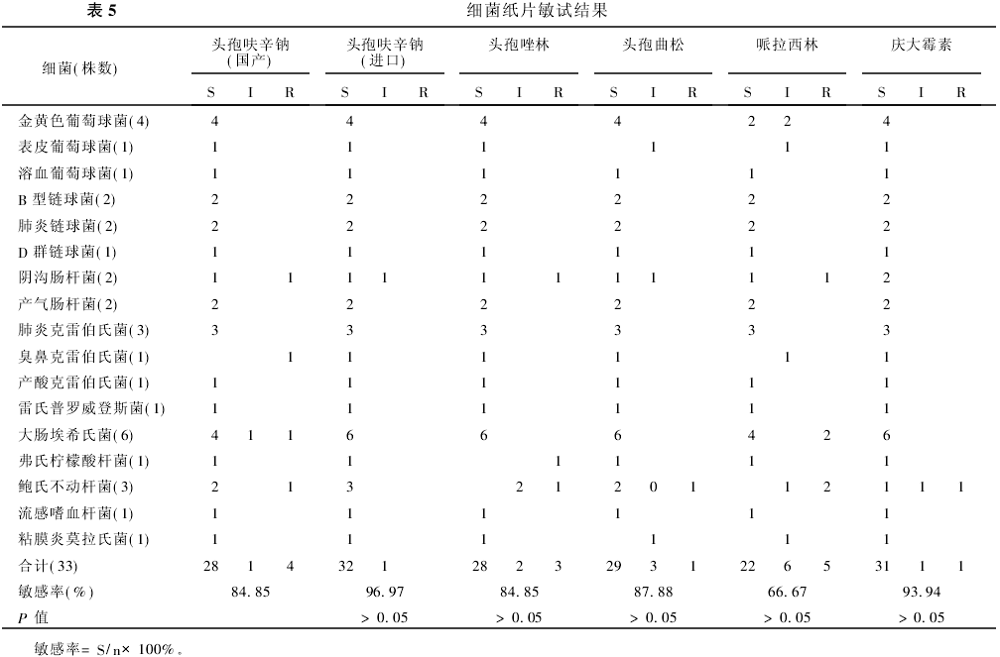 表 5 细菌纸片敏试结果
细菌(株数) 头孢呋辛钠(国产) 头孢呋辛钠(进口) 头孢唑林 头孢曲松 哌拉西林 庆大霉素
S I R S I R S I R S I R S I R S I R
金黄色葡萄球菌(4) 4 4 4 4 2 2 4
表皮葡萄球菌(1) 1 1 1 1 1 1
溶血葡萄球菌(1) 1 1 1 1 1 1
B 型链球菌(2) 2 2 2 2 2 2
肺炎链球菌(2) 2 2 2 2 2 2
D 群链球菌(1) 1 1 1 1 1 1
阴沟肠杆菌(2) 1 1 1 1 1 1 1 1 1 1 2
产气肠杆菌(2) 2 2 2 2 2 2
肺炎克雷伯氏菌(3) 3 3 3 3 3 3
臭鼻克雷伯氏菌(1) 1 1 1 1 1 1
产酸克雷伯氏菌(1) 1 1 1 1 1 1
雷氏普罗威登斯菌(1) 1 1 1 1 1 1
大肠埃希氏菌(6) 4 1 1 6 6 6 4 2 6
弗氏柠檬酸杆菌(1) 1 1 1 1 1 1
鲍氏不动杆菌(3) 2 1 3 2 1 2 0 1 1 2 1 1 1
流感嗜血杆菌(1) 1 1 1 1 1 1
粘膜炎莫拉氏菌(1) 1 1 1 1 1 1
合计(33) 28 1 4 32 1 28 2 3 29 3 1 22 6 5 31 1 1
敏感率(%) 84.85 96.97 84.85 87.88 66.67 93.94
P 值 > 0.05 > 0.05 > 0.05 > 0.05 > 0.05
敏感率= S/n× 100%。